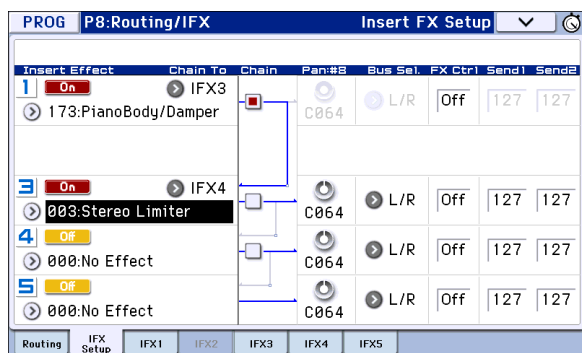 PROG P8:Routing/IFX Insert FX Setup
Insert Effect Chain To Chain Pan:#8 Bus Sel. FX Ctrl Send1 Send2
1 On IFX3
173:PianoBody/Damper C064 L/R Off 127 127
3 On IFX4
003:Stereo Limiter C064 L/R Off 127 127
4 Off
000:No Effect C064 L/R Off 127 127
5 Off
000:No Effect C064 L/R Off 127 127
Routing IFX Setup IFX1 IFX2 IFX3 IFX4 IFX5